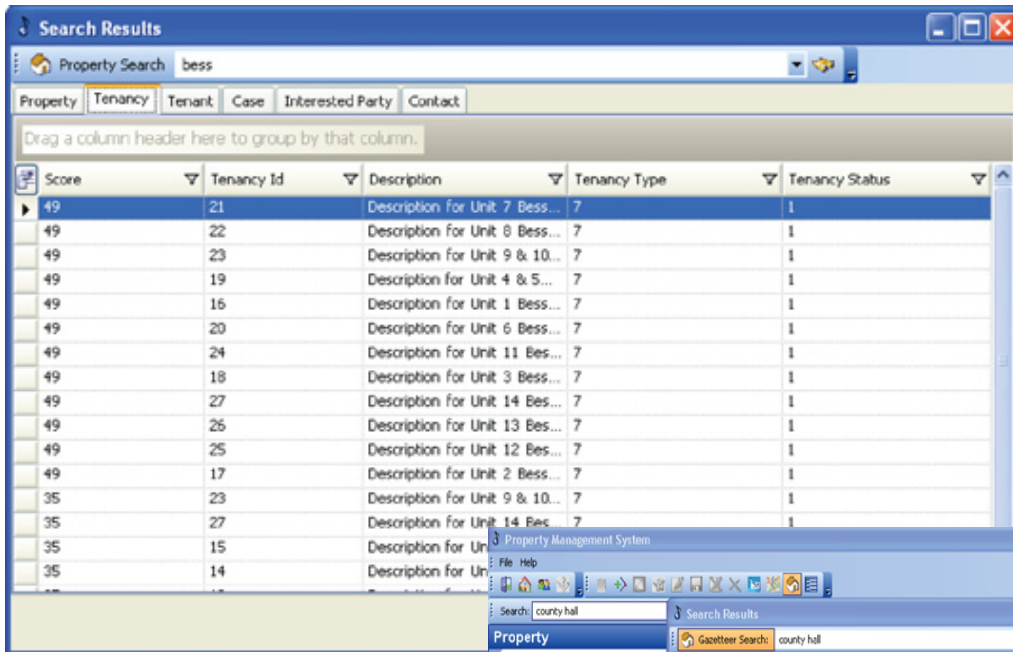 Search Results
Property Search bess
Property Tenancy Tenant Case Interested Party Contact
Drag a column header here to group by that column.
Score Tenancy Id Description Tenancy Type Tenancy Status
49 21 Description for Unit 7 Bess... 7 1
49 22 Description for Unit 8 Bess... 7 1
49 23 Description for Unit 9 & 10... 7 1
49 19 Description for Unit 4 & 5... 7 1
49 16 Description for Unit 1 Bess... 7 1
49 20 Description for Unit 6 Bess... 7 1
49 24 Description for Unit 11 Bes... 7 1
49 18 Description for Unit 3 Bess... 7 1
49 27 Description for Unit 14 Bes... 7 1
49 26 Description for Unit 13 Bes... 7 1
49 25 Description for Unit 12 Bes... 7 1
49 17 Description for Unit 2 Bess... 7 1
35 23 Description for Unit 9 & 10... 7 1
35 27 Description for Unit 14 Bes... 7 1
35 15 Description for Un
35 14 Description for Un
Property Management System
File Help
Search: county hall
Property
Search Results
Gazetteer Search: county hall